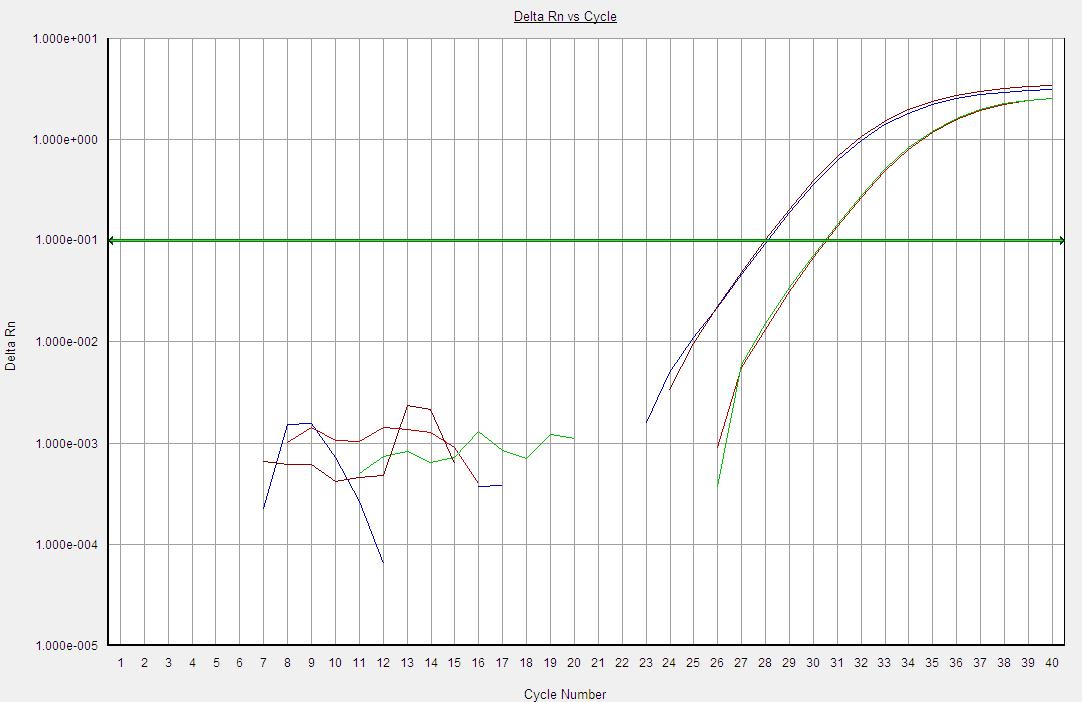 Delta Rn vs Cycle
1.000e+001
1.000e+000
1.000e-001
1.000e-002
1.000e-003
1.000e-004
1.000e-005
Delta Rn
1 2 3 4 5 6 7 8 9 10 11 12 13 14 15 16 17 18 19 20 21 22 23 24 25 26 27 28 29 30 31 32 33 34 35 36 37 38 39 40
Cycle Number